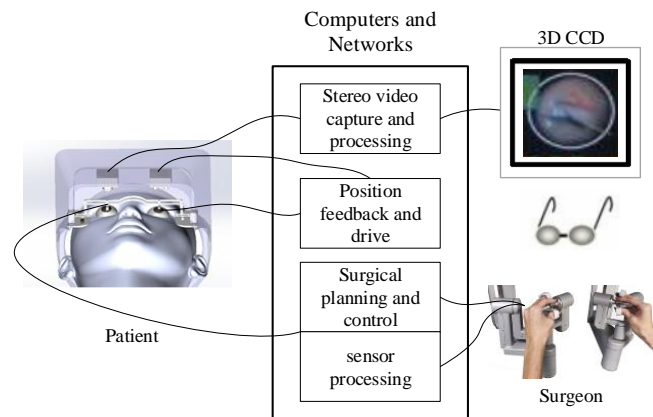 Computers and
Networks
3D CCD
Stereo video
capture and
processing
Position
feedback and
drive
Surgical
planning and
control
sensor
processing
Patient
Surgeon